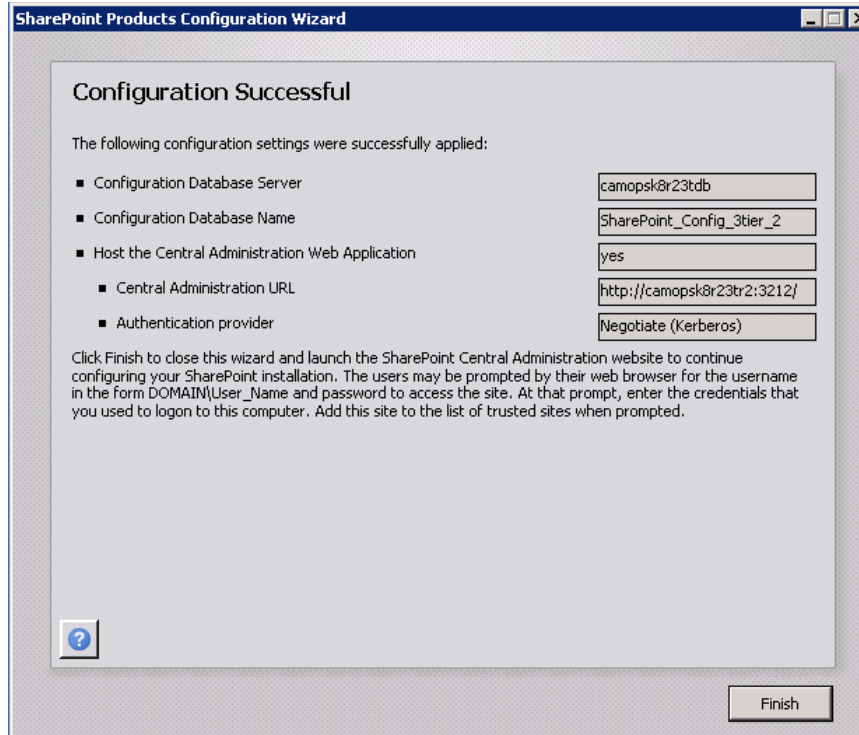 SharePoint Products Configuration Wizard
Configuration Successful
The following configuration settings were successfully applied:
Configuration Database Server camopsk8r23tdb
Configuration Database Name SharePoint_Config_3tier_2
Host the Central Administration Web Application yes
Central Administration URL http://camopsk8r23tr2:3212/
Authentication provider Negotiate (Kerberos)
Click Finish to close this wizard and launch the SharePoint Central Administration website to continue
configuring your SharePoint installation. The users may be prompted by their web browser for the username
in the form DOMAIN\User_Name and password to access the site. At that prompt, enter the credentials that
you used to logon to this computer. Add this site to the list of trusted sites when prompted.
?
Finish